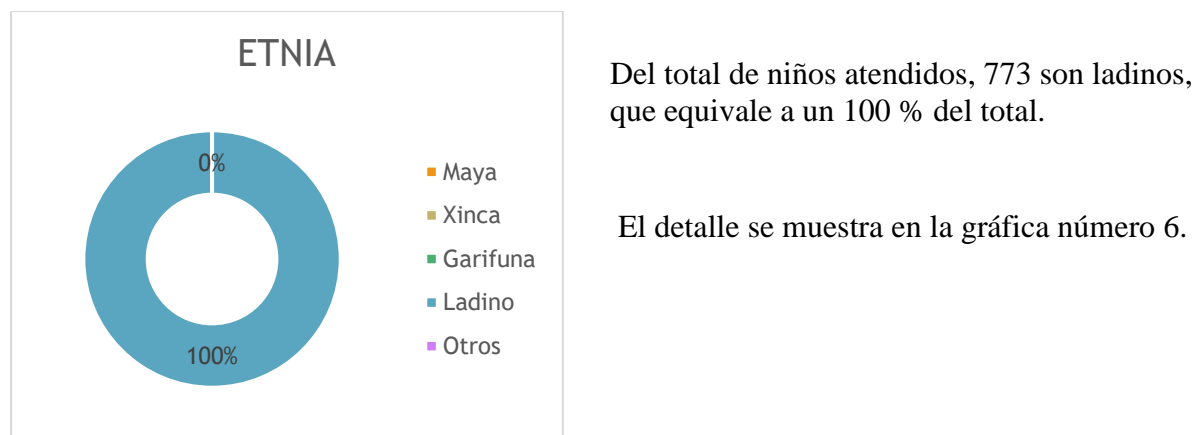 ETNIA
0%
100%
Maya
Xinca
Garifuna
Ladino
Otros
Del total de niños atendidos, 773 son ladinos,
que equivale a un 100 % del total.
El detalle se muestra en la gráfica número 6.